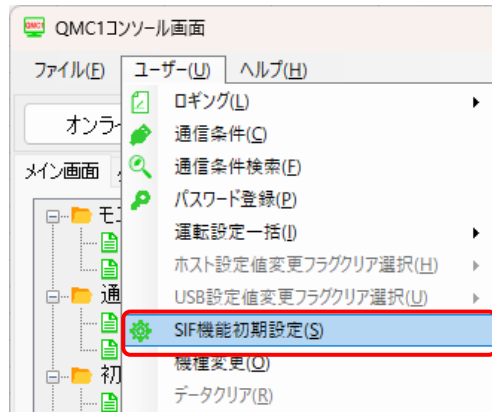 QMC1 QMC1コンソール画面
ファイル(F) ユーザー(U) ヘルプ(H)
ロギング(L)
オンラ
通信条件(C)
メイン画面
通信条件検索(F)
パスワード登録(P)
モ
運転設定一括(I)
ホスト設定値変更フラグクリア選択(H)
通
USB設定値変更フラグクリア選択(U)
SIF機能初期設定(S)
初
機種変更(O)
データクリア(R)